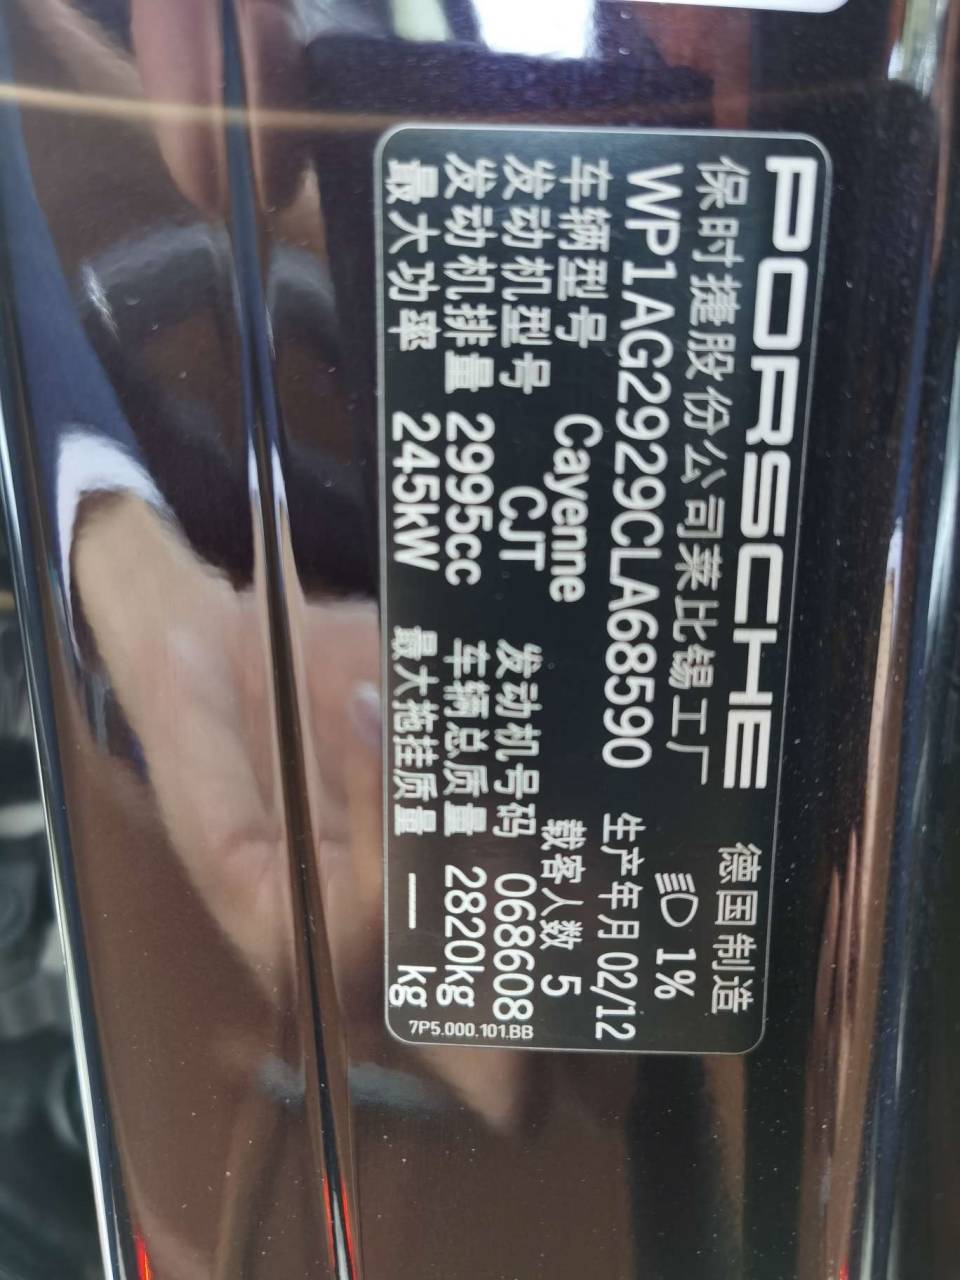 PORSCHE 德国制造
保时捷股份公司莱比锡工厂 1%
WP1AG2929CLA68590 生产年月 02/12
车辆型号 Cayenne 载客人数 5
发动机型号 CJT 发动机号码 068608
发动机排量 2995cc 车辆总质量 2820kg
最大功率 245kW 最大拖挂质量 — kg
7P5.000.101.BB